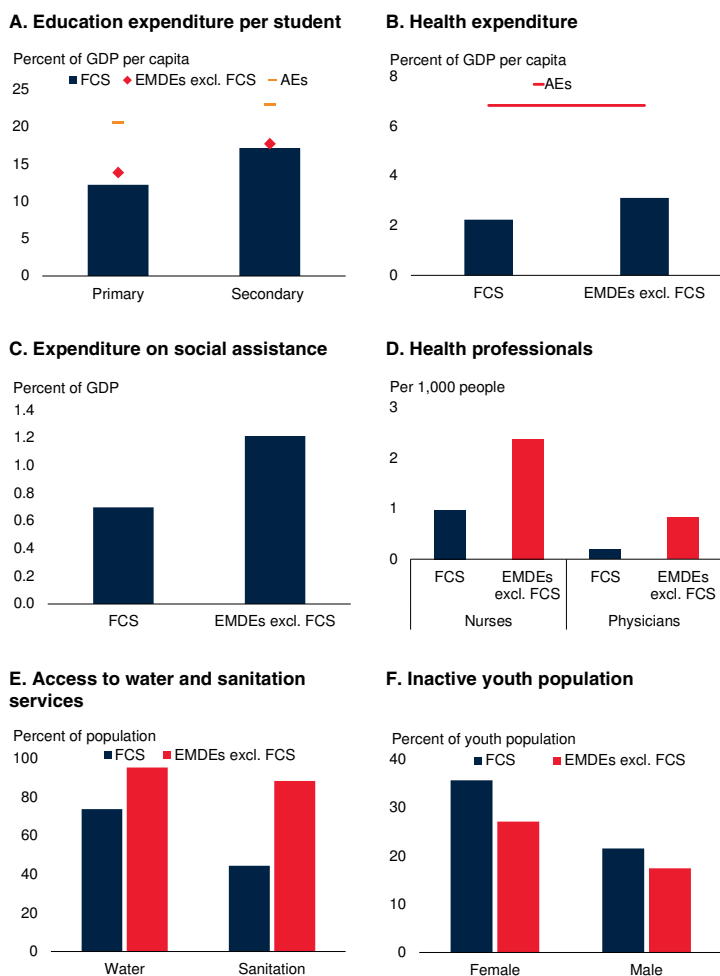 A. Education expenditure per student
Percent of GDP per capita
FCS EMDEs excl. FCS AEs
25
20
15
10
5
0
Primary Secondary
B. Health expenditure
Percent of GDP per capita
8
AEs
6
4
2
0
FCS EMDEs excl. FCS
C. Expenditure on social assistance
Percent of GDP
1.4
1.2
1.0
0.8
0.6
0.4
0.2
0.0
FCS EMDEs excl. FCS
D. Health professionals
Per 1,000 people
3
2
1
0
FCS EMDEs FCS EMDEs
excl. FCS excl. FCS
Nurses Physicians
E. Access to water and sanitation
services
Percent of population
100
FCS EMDEs excl. FCS
80
60
40
20
0
Water Sanitation
F. Inactive youth population
Percent of youth population
40
FCS EMDEs excl. FCS
30
20
10
0
Female Male